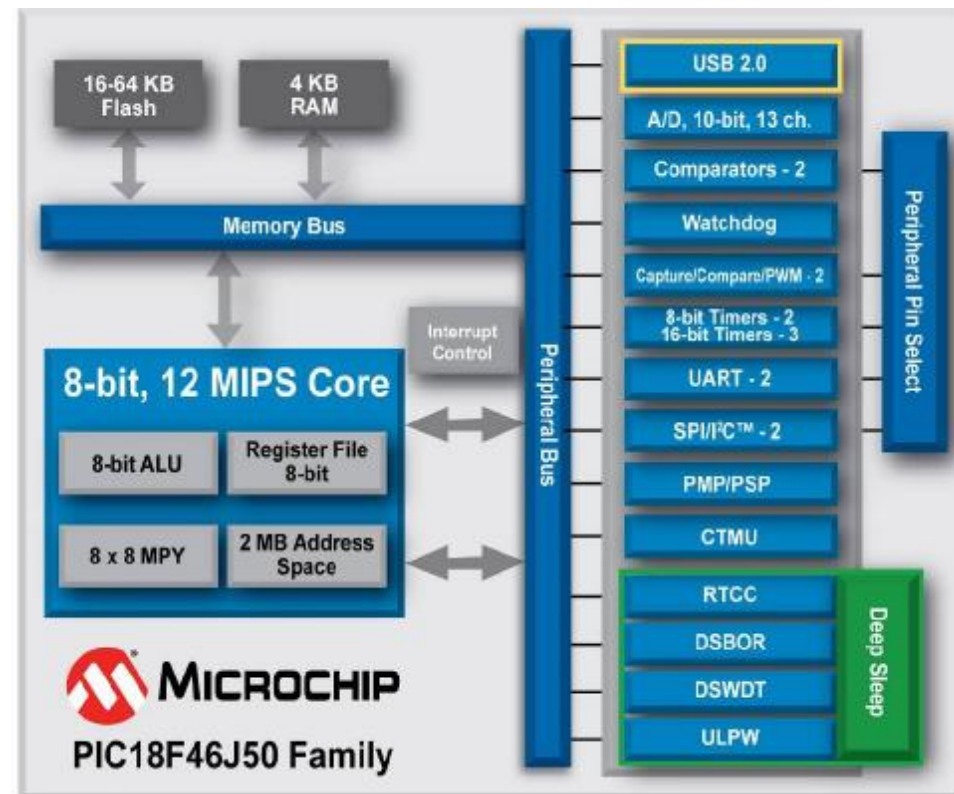 16-64 KB
Flash
4 KB
RAM
Memory Bus
Interrupt
Control
8-bit, 12 MIPS Core
8-bit ALU
Register File
8-bit
8 x 8 MPY
2 MB Address
Space
Peripheral Bus
USB 2.0
A/D, 10-bit, 13 ch.
Comparators - 2
Watchdog
Capture/Compare/PWM - 2
8-bit Timers - 2
16-bit Timers - 3
UART - 2
SPI/I²C™ - 2
PMP/PSP
CTMU
RTCC
DSBOR
DSWDT
ULPW
Peripheral Pin Select
Deep Sleep
MICROCHIP
PIC18F46J50 Family